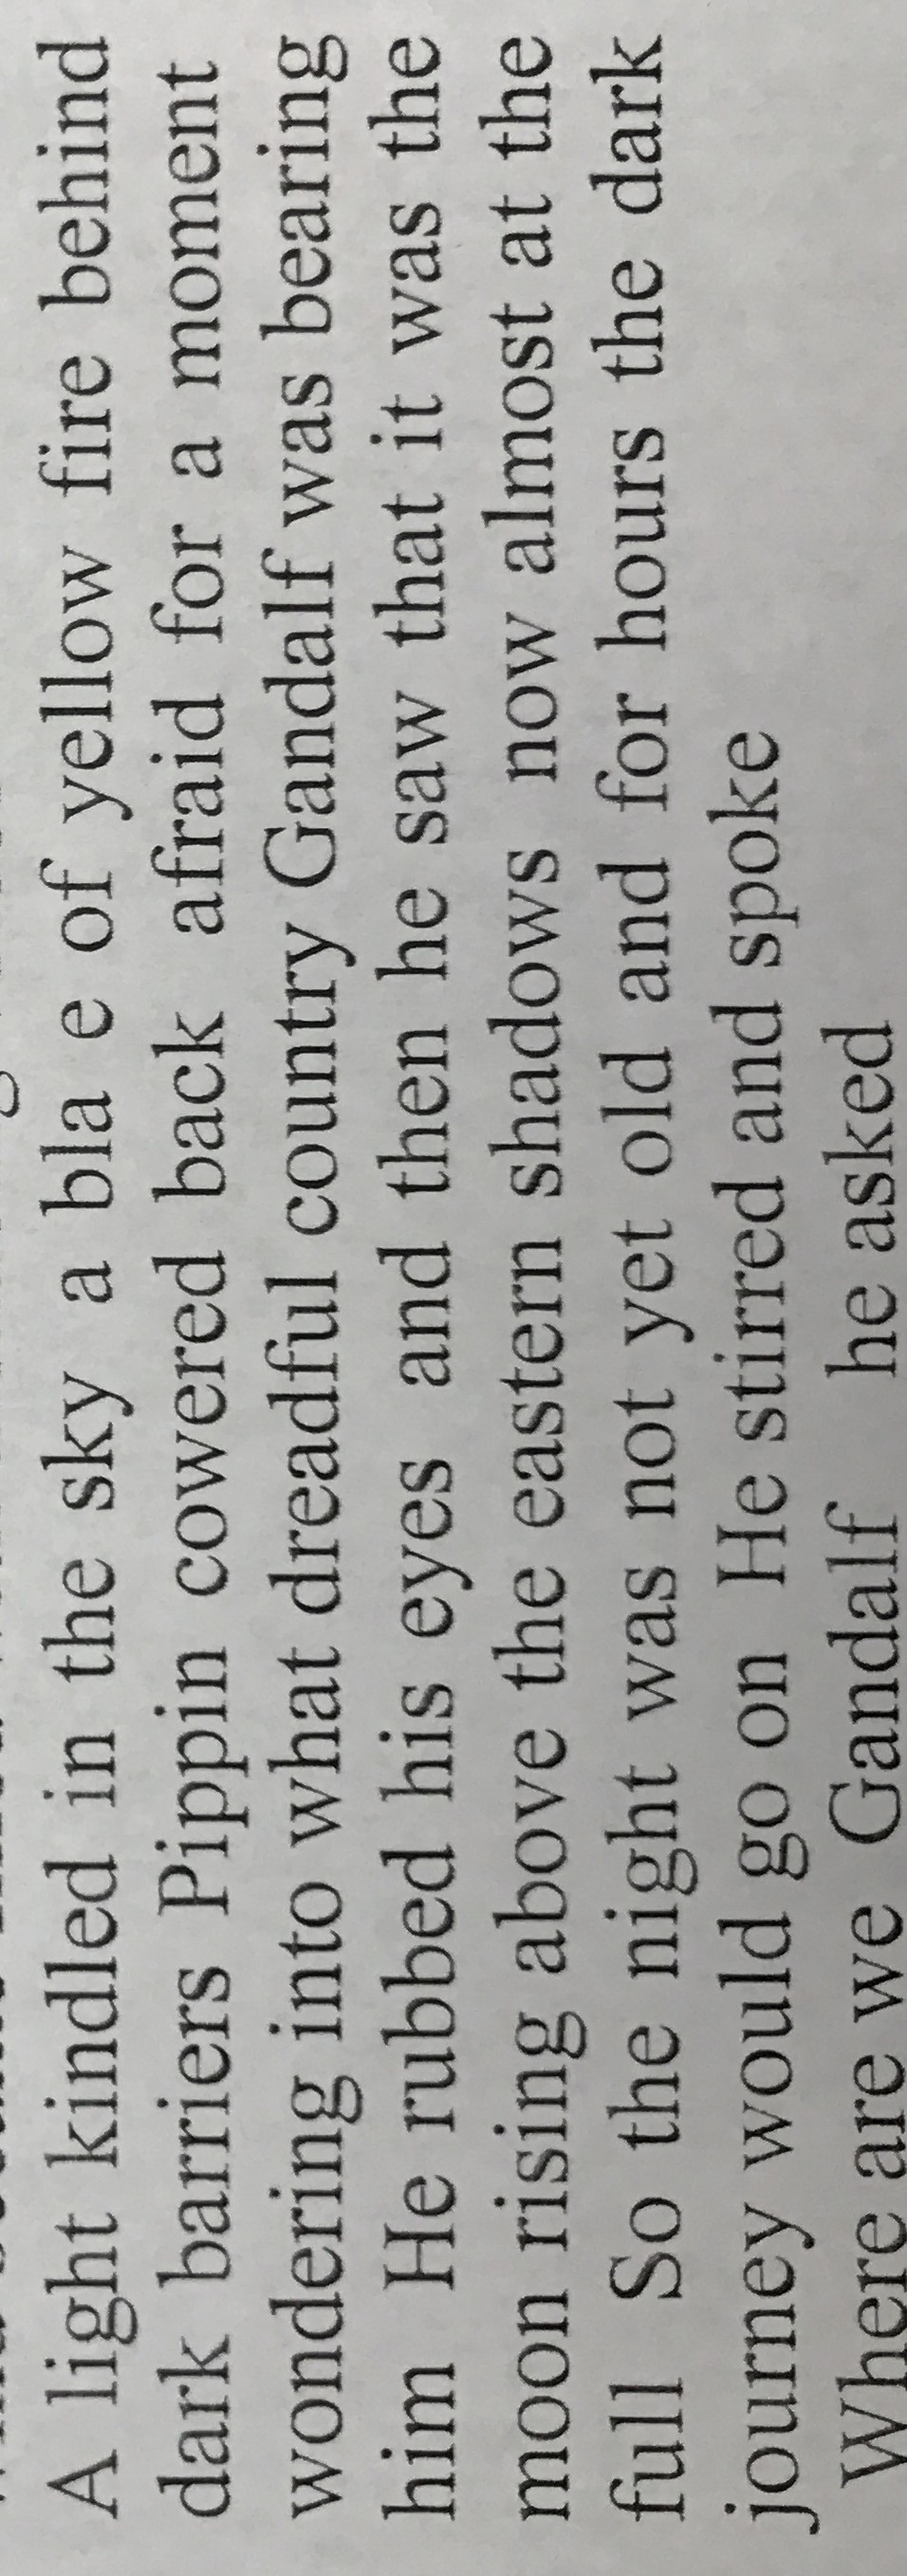 A light kindled in the sky a bla e of yellow fire behind
dark barriers Pippin cowered back afraid for a moment
wondering into what dreadful country Gandalf was bearing
him He rubbed his eyes and then he saw that it was the
moon rising above the eastern shadows now almost at the
full So the night was not yet old and for hours the dark
journey would go on He stirred and spoke
Where are we Gandalf he asked